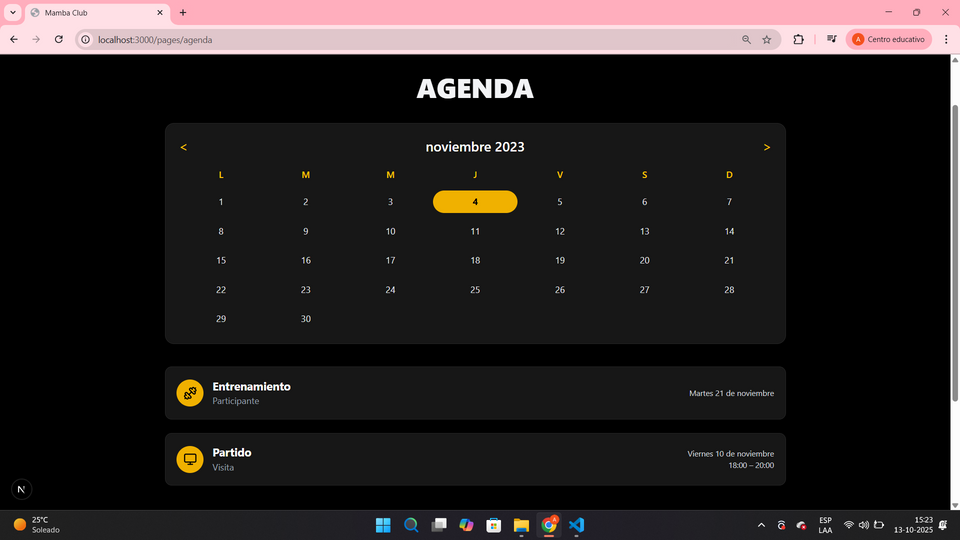 Mamba Club
localhost:3000/pages/agenda
A
Centro educativo
AGENDA
< noviembre 2023 >
L M M J V S D
1 2 3 4 5 6 7
8 9 10 11 12 13 14
15 16 17 18 19 20 21
22 23 24 25 26 27 28
29 30
Entrenamiento
Participante
Martes 21 de noviembre
Partido
Visita
Viernes 10 de noviembre
18:00 – 20:00
N
25°C
Soleado
ESP
LAA
15:23
13-10-2025